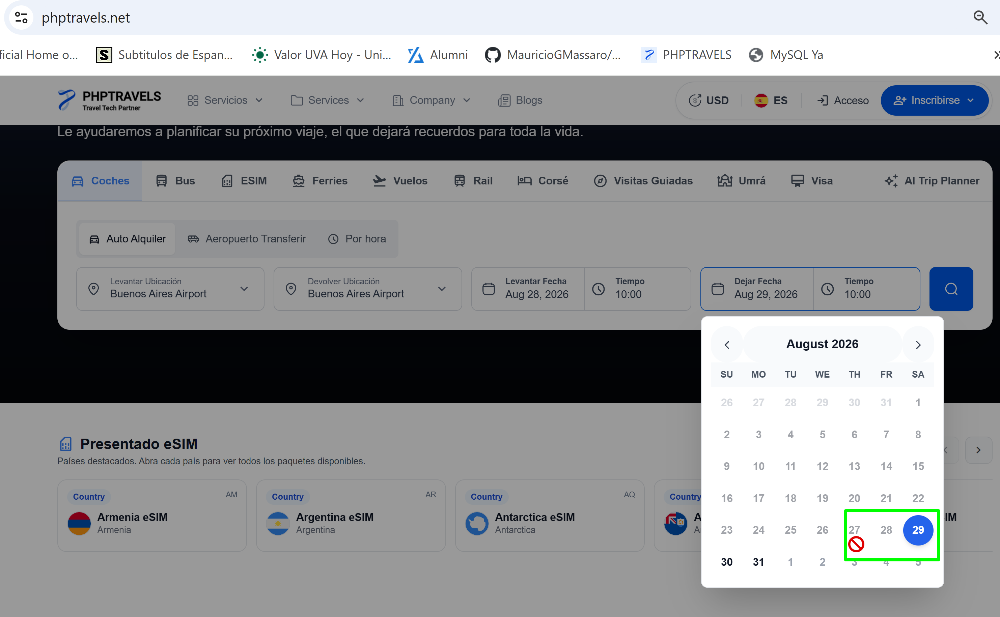 phptravels.net
ficial Home o...
Subtitulos de Espan...
Valor UVA Hoy - Uni...
Alumni
MauricioGMassaro/...
PHPTRAVELS
MySQL Ya
»
PHPTRAVELS
Travel Tech Partner
Servicios
Services
Company
Blogs
USD
ES
Acceso
Inscribirse
Le ayudaremos a planificar su próximo viaje, el que dejará recuerdos para toda la vida.
Coches
Bus
ESIM
Ferries
Vuelos
Rail
Corsé
Visitas Guiadas
Umrá
Visa
AI Trip Planner
Auto Alquiler
Aeropuerto Transferir
Por hora
Levantar Ubicación
Buenos Aires Airport
Devolver Ubicación
Buenos Aires Airport
Levantar Fecha
Aug 28, 2026
Tiempo
10:00
Dejar Fecha
Aug 29, 2026
Tiempo
10:00
August 2026
SU MO TU WE TH FR SA
26 27 28 29 30 31 1
2 3 4 5 6 7 8
9 10 11 12 13 14 15
16 17 18 19 20 21 22
23 24 25 26 27 28 29
30 31 1 2 3 4 5
Presentado eSIM
Países destacados. Abra cada país para ver todos los paquetes disponibles.
Country
AM
Armenia eSIM
Armenia
Country
AR
Argentina eSIM
Argentina
Country
AQ
Antarctica eSIM
Antarctica
Country